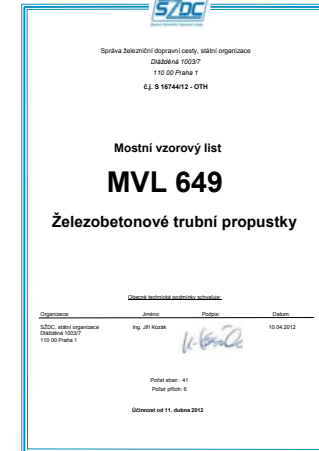 SŽDC
Správa železniční dopravní cesty, státní organizace
Dlážděná 1003/7
110 00 Praha 1
č.j. S 16744/12 - OTH
Mostní vzorový list
MVL 649
Železobetonové trubní propustky
Obecné technické podmínky schvaluje:
Organizace: Jméno: Podpis: Datum:
SŽDC, státní organizace Ing. Jiří Kozák 10.04.2012
Dlážděná 1003/7
110 00 Praha 1
Počet stran : 41
Počet příloh: 6
Účinnost od 11. dubna 2012